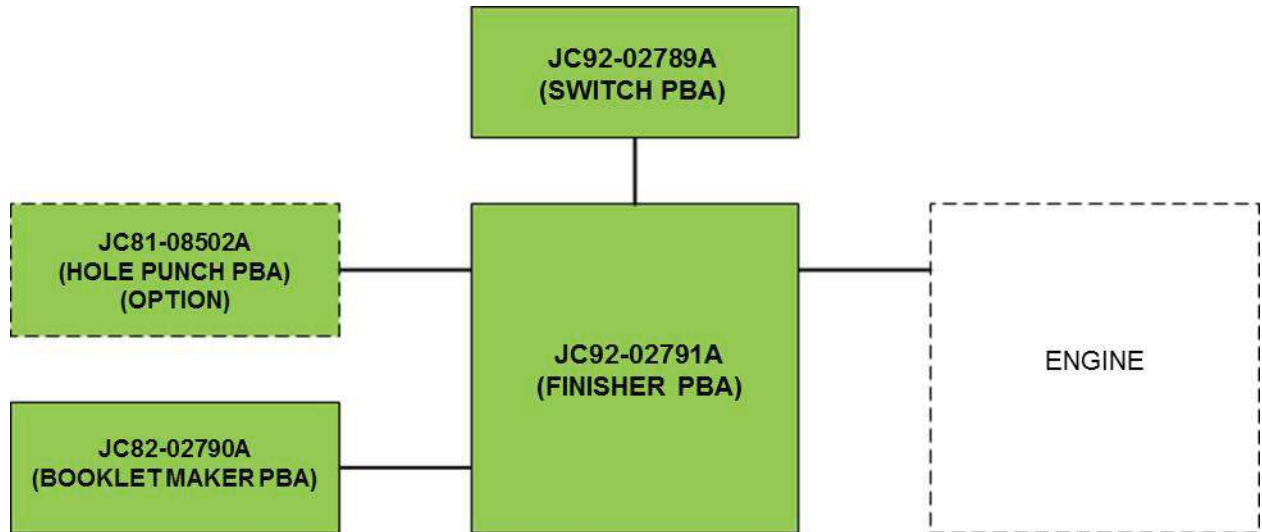 JC92-02789A
(SWITCH PBA)
JC81-08502A
(HOLE PUNCH PBA)
(OPTION)
JC92-02791A
(FINISHER PBA)
ENGINE
JC82-02790A
(BOOKLET MAKER PBA)